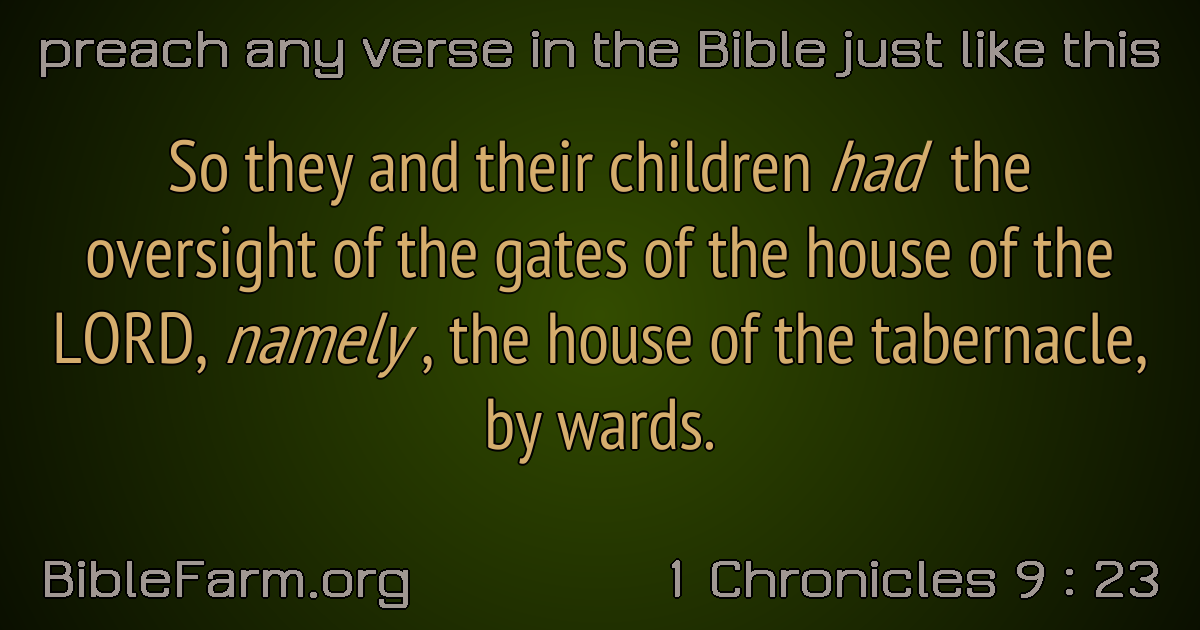 preach any verse in the Bible just like this
So they and their children had the
oversight of the gates of the house of the
LORD, namely , the house of the tabernacle,
by wards.
BibleFarm.org
1 Chronicles 9 : 23